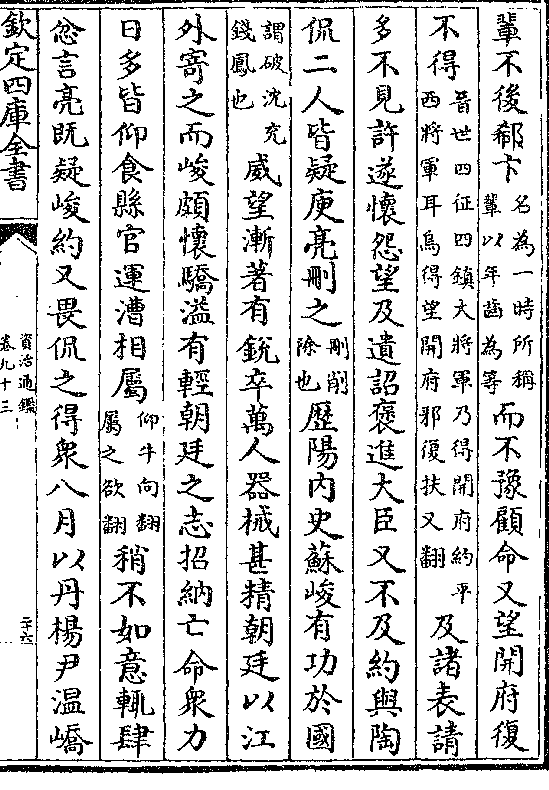 輩不後郗卞名為一時所稱輩以年齒為等而不豫顧命又望開府復
不得晉世四征四鎮大將軍乃得開府約平西將軍耳烏得望開府邪復扶又翻及諸表請
多不見許遂懷怨望及遺詔褒進大臣又不及約與陶
侃二人皆疑庾亮刪之刪削除也歷陽内史蘇峻有功於國
謂破沈充錢鳳也威望漸著有銳卒萬人器械甚精朝廷以江
外寄之而峻頗懷驕溢有輕朝廷之志招納亡命衆力
日多皆仰食縣官運漕相屬仰牛向翻屬之欲翻稍不如意輒肆
忿言亮既疑峻約又畏侃之得衆八月以丹楊尹溫嶠
欽定四庫全書
資治通鑑
卷九十三
二十六